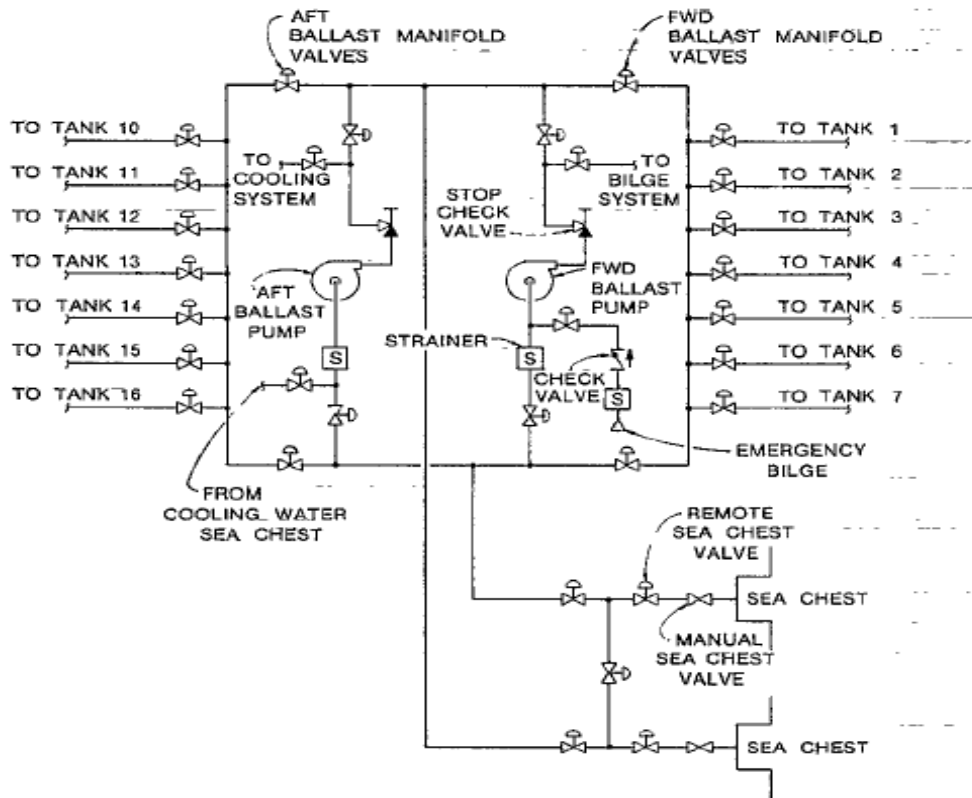 AFT
BALLAST MANIFOLD
VALVES
FWD
BALLAST MANIFOLD
VALVES
TO TANK 10
TO TANK 11
TO TANK 12
TO TANK 13
TO TANK 14
TO TANK 15
TO TANK 16
TO
COOLING
SYSTEM
STOP
CHECK
VALVE
TO
BILGE
SYSTEM
TO TANK 1
TO TANK 2
TO TANK 3
TO TANK 4
TO TANK 5
TO TANK 6
TO TANK 7
AFT
BALLAST
PUMP
FWD
BALLAST
PUMP
STRAINER
S
S
CHECK
VALVE
S
EMERGENCY
BILGE
FROM
COOLING WATER
SEA CHEST
REMOTE
SEA CHEST
VALVE
SEA CHEST
MANUAL
SEA CHEST
VALVE
SEA CHEST